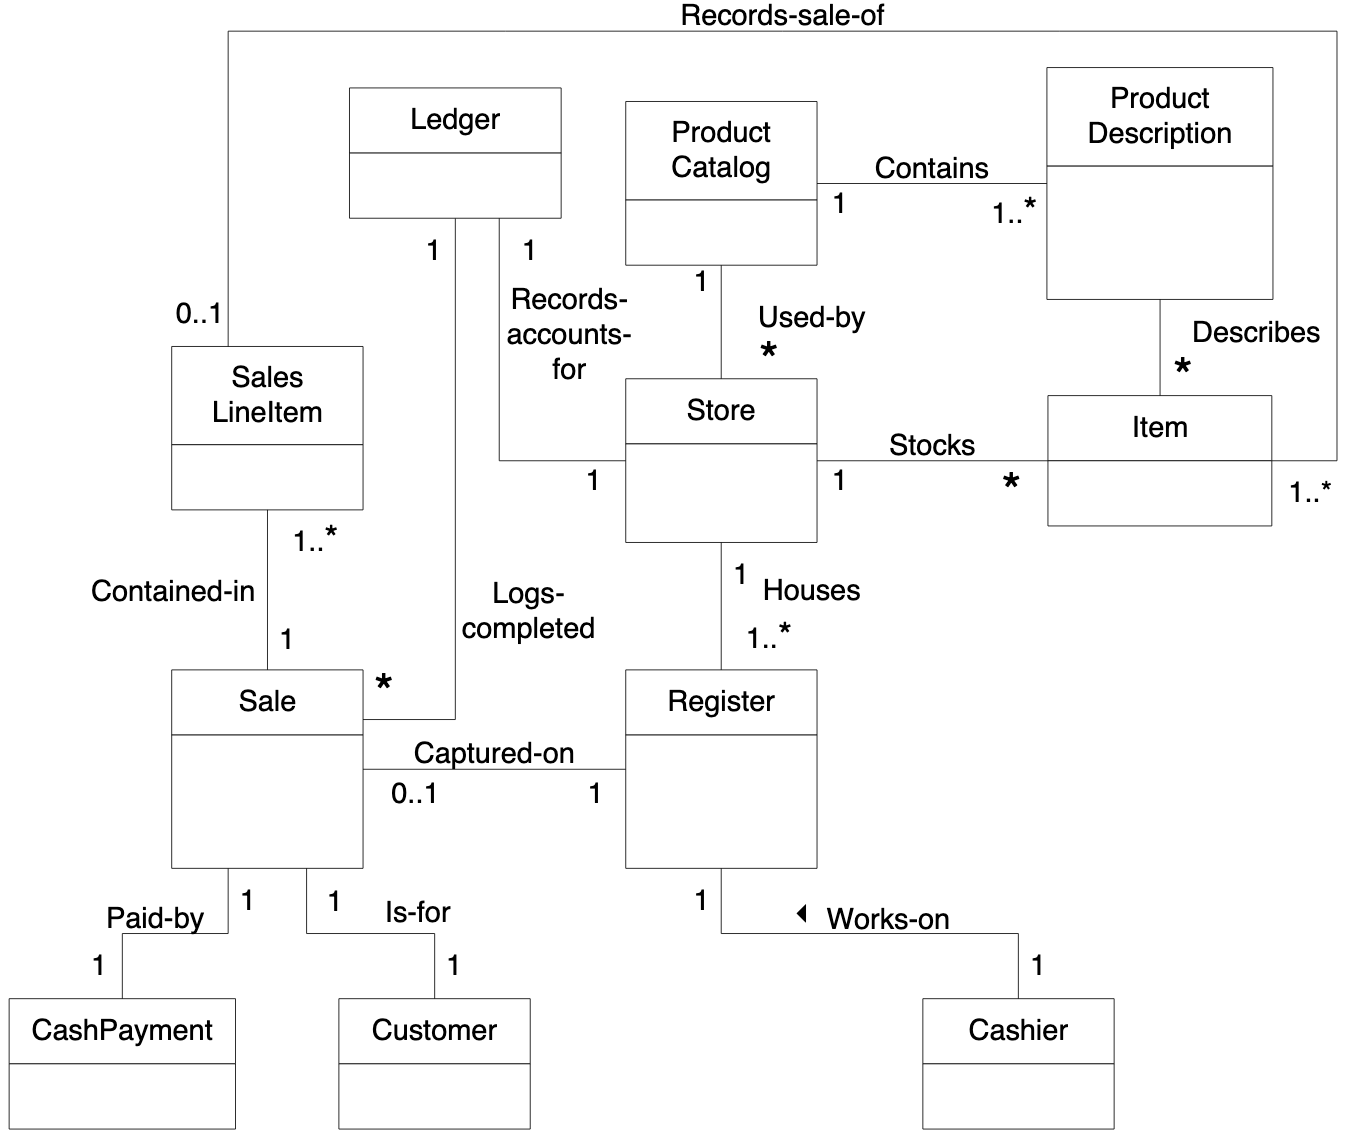 Records-sale-of
Ledger
Product
Catalog
Product
Description
Contains
1
1..*
1
1
Records-
accounts-
for
1
Used-by
*
Describes
*
0..1
Sales
LineItem
Store
Stocks
Item
1
1
*
1..*
1..*
Contained-in
1
Logs-
completed
1
Houses
1..*
Sale
*
Register
Captured-on
0..1
1
Paid-by
1
1
Is-for
1
Works-on
1
1
1
CashPayment
Customer
Cashier